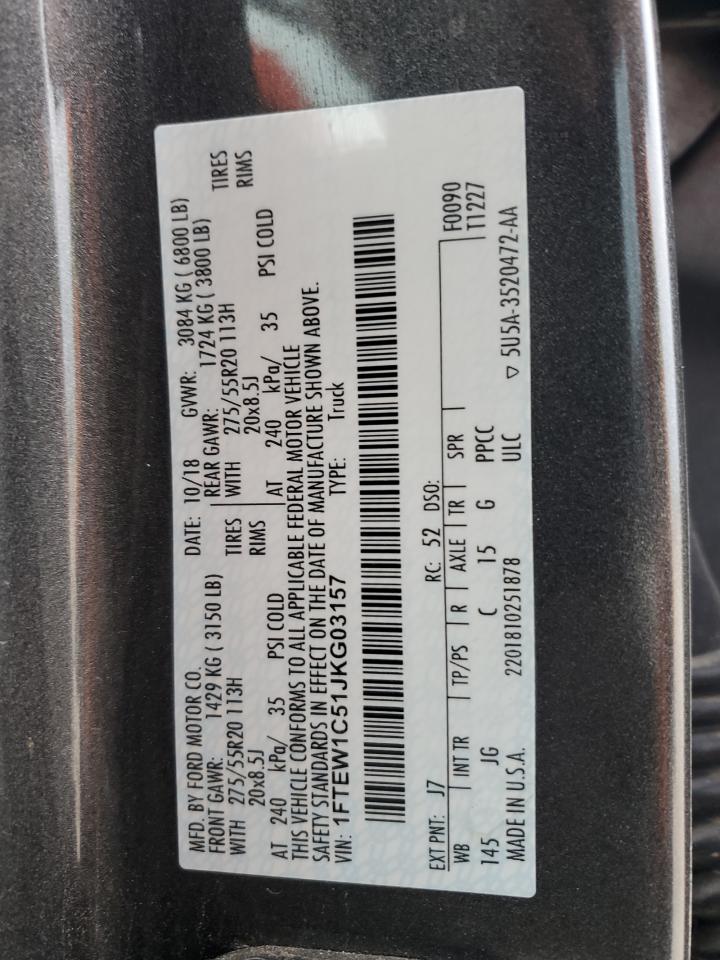 MFD. BY FORD MOTOR CO. DATE: 10/18 GVWR: 3084 KG ( 6800 LB)
FRONT GAWR: 1429 KG ( 3150 LB) REAR GAWR: 1724 KG ( 3800 LB)
WITH 275/55R20 113H TIRES WITH 275/55R20 113H TIRES
20x8.5J RIMS 20x8.5J RIMS
AT 240 kPa/ 35 PSI COLD AT 240 kPa/ 35 PSI COLD
THIS VEHICLE CONFORMS TO ALL APPLICABLE FEDERAL MOTOR VEHICLE
SAFETY STANDARDS IN EFFECT ON THE DATE OF MANUFACTURE SHOWN ABOVE.
VIN: 1FTEW1C51JKG03157 TYPE: Truck
EXT PNT: J7 RC: 52 DSO: F0090
WB INT TR TP/PS R AXLE TR SPR T1227
145 JG C 15 G PPCC
MADE IN U.S.A. 2201810251878 ULC ▽ 5U5A-3520472-AA